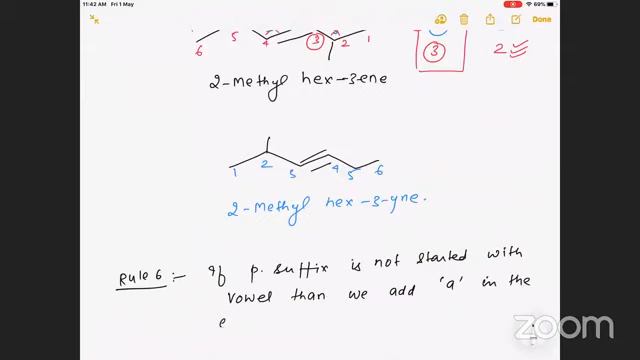 11:42 AM Fri 1 May
69%
Done
6 5 4 3 2 1
3
2
2-methyl hex-3ene
1 2 3 4 5 6
2-methyl hex-3-yne.
Rule 6 :- If p. suffix is not started with
vowel than we add 'a' in the
zoom